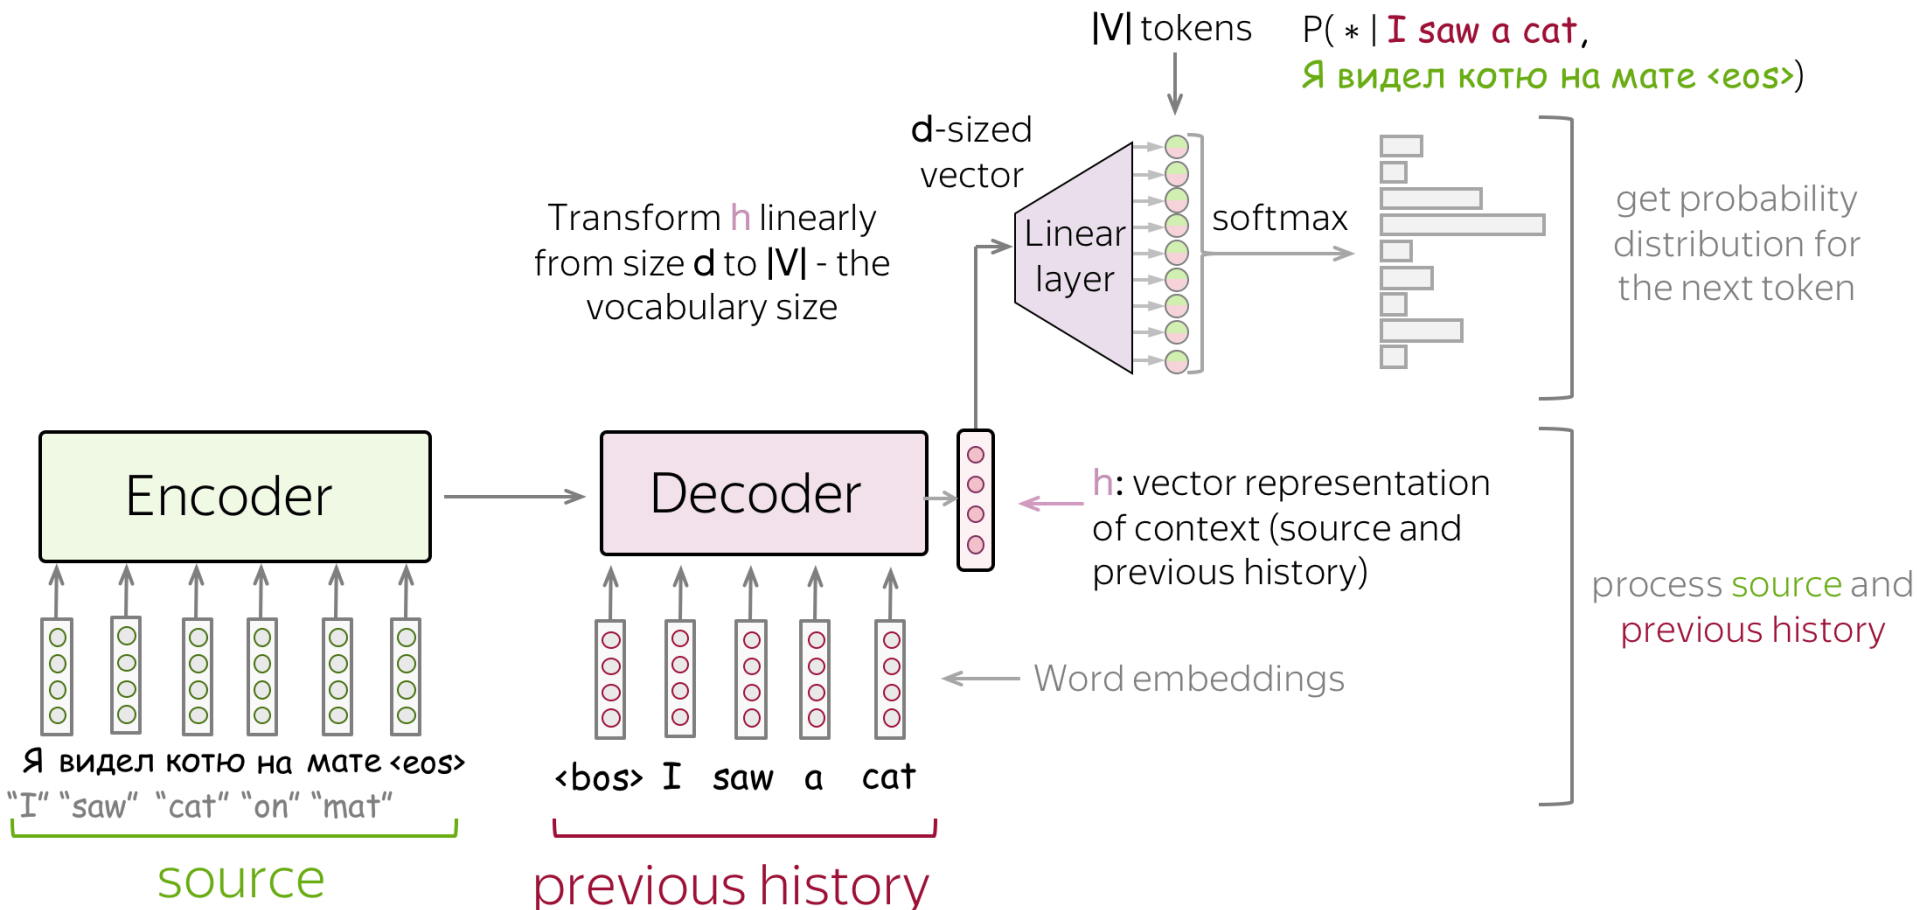 |V| tokens
P( * | I saw a cat,
Я видел котю на мате <eos>)
d-sized
vector
Transform h linearly
from size d to |V| - the
vocabulary size
Linear
layer
softmax
get probability
distribution for
the next token
Encoder
Decoder
h: vector representation
of context (source and
previous history)
process source and
previous history
Word embeddings
Я видел котю на мате <eos>
“I” “saw” “cat” “on” “mat”
<bos> I saw a cat
source
previous history